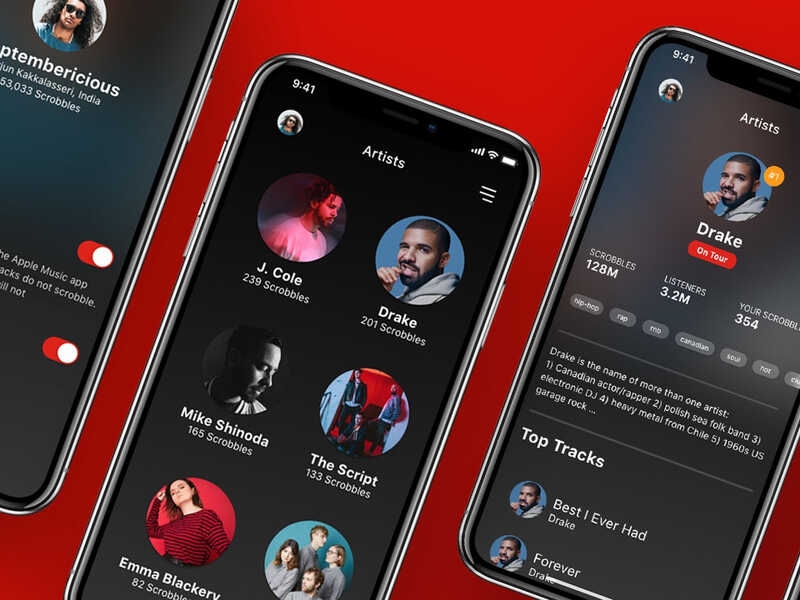 ptembericious
rjun Kakkalasseri, India
53,033 Scrobbles
he Apple Music app
acks do not scrobble.
ill not
9:41
Artists
J. Cole
239 Scrobbles
Drake
201 Scrobbles
Mike Shinoda
165 Scrobbles
The Script
133 Scrobbles
Emma Blackery
82 Scrobbles
9:41
Artists
#1
Drake
On Tour
SCROBBLES
128M
LISTENERS
3.2M
YOUR SCROBBL
354
hip-hop
rap
rnb
canadian
soul
hot
Drake is the name of more than one artist:
1) Canadian actor/rapper 2) polish sea folk band 3)
electronic DJ 4) heavy metal from Chile 5) 1960s US
garage rock ...
Top Tracks
Best I Ever Had
Drake
Forever
Drake